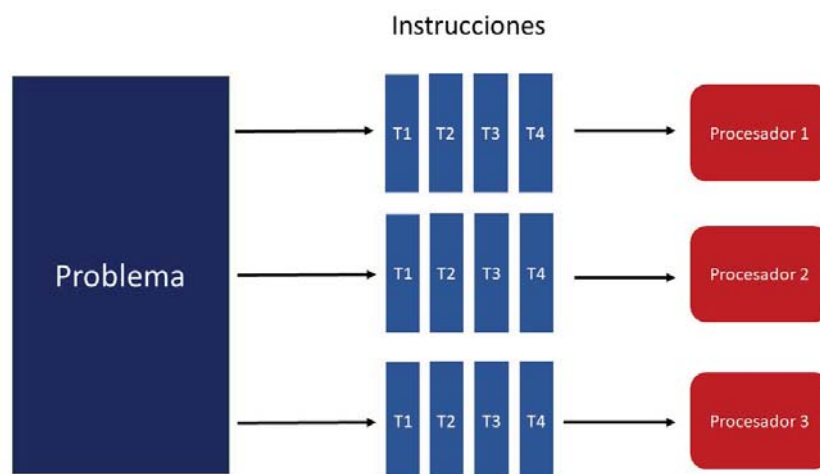 Instrucciones
T1 T2 T3 T4
Procesador 1
Problema
T1 T2 T3 T4
Procesador 2
T1 T2 T3 T4
Procesador 3